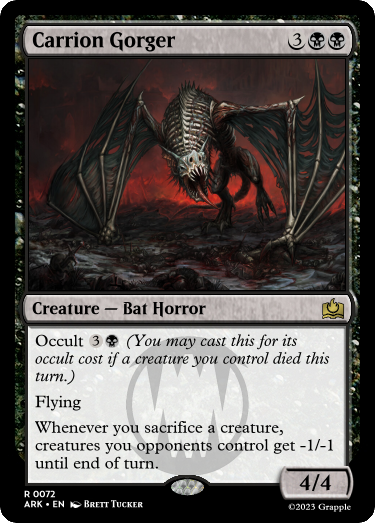 Carrion Gorger 3
Creature — Bat Horror
Occult 3 (You may cast this for its
occult cost if a creature you control died this
turn.)
Flying
Whenever you sacrifice a creature,
creatures you opponents control get -1/-1
until end of turn.
4/4
R 0072
ARK • EN Brett Tucker
©2023 Grapple